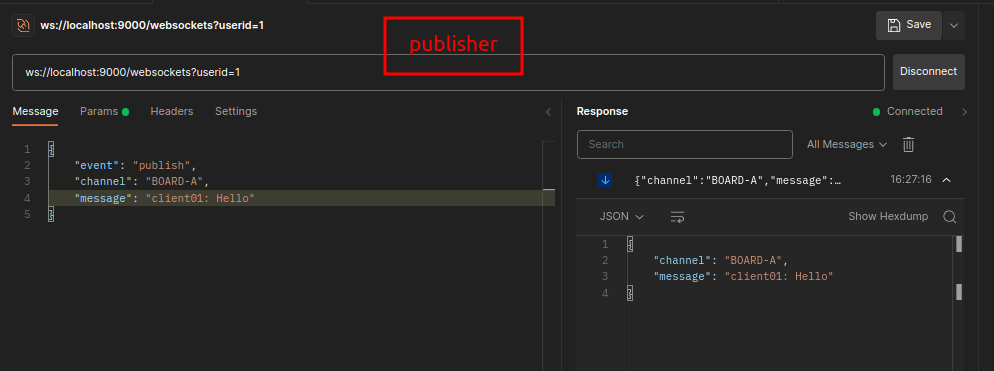 ws://localhost:9000/websockets?userid=1
publisher
Save
ws://localhost:9000/websockets?userid=1
Disconnect
Message Params Headers Settings
1 {
2 "event": "publish",
3 "channel": "BOARD-A",
4 "message": "client01: Hello"
5 }
Response Connected
Search All Messages
{"channel":"BOARD-A","message":… 16:27:16
JSON Show Hexdump
1 {
2 "channel": "BOARD-A",
3 "message": "client01: Hello"
4 }